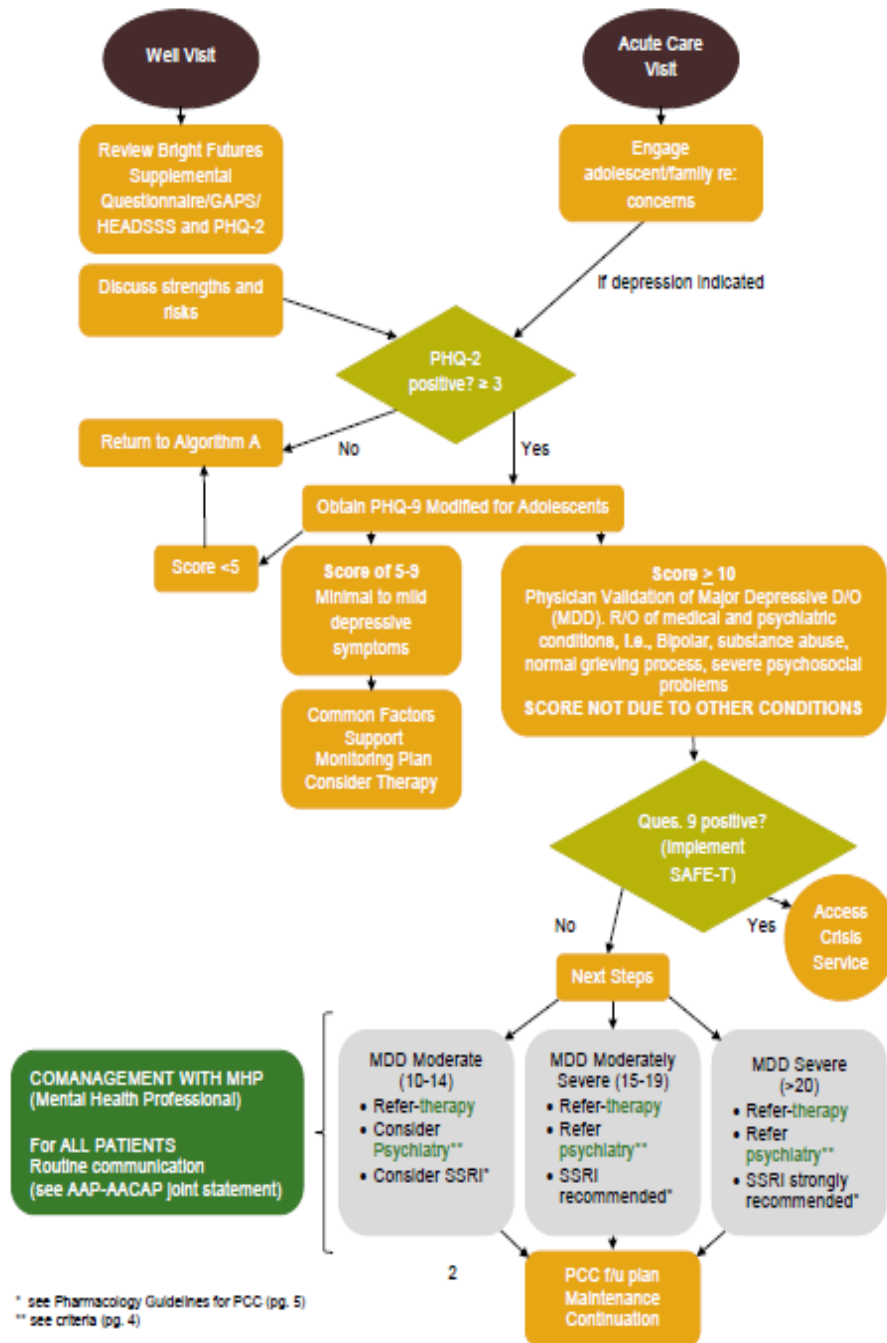 Well Visit
Acute Care
Visit
Review Bright Futures
Supplemental
Questionnaire/GAPS/
HEADSSS and PHQ-2
Engage
adolescent/family re:
concerns
Discuss strengths and
risks
If depression indicated
PHQ-2
positive? ≥ 3
Return to Algorithm A
No
Yes
Obtain PHQ-9 Modified for Adolescents
Score <5
Score of 5-9
Minimal to mild
depressive
symptoms
Score ≥ 10
Physician Validation of Major Depressive D/O
(MDD). R/O of medical and psychiatric
conditions, i.e., Bipolar, substance abuse,
normal grieving process, severe psychosocial
problems
SCORE NOT DUE TO OTHER CONDITIONS
Common Factors
Support
Monitoring Plan
Consider Therapy
Ques. 9 positive?
(Implement
SAFE-T)
No
Yes
Access
Crisis
Service
Next Steps
COMANAGEMENT WITH MHP
(Mental Health Professional)
For ALL PATIENTS
Routine communication
(see AAP-AACAP joint statement)
MDD Moderate
(10-14)
• Refer-therapy
• Consider
Psychiatry**
• Consider SSRI*
MDD Moderately
Severe (15-19)
• Refer-therapy
• Refer
psychiatry**
• SSRI
recommended*
MDD Severe
(>20)
• Refer-therapy
• Refer
psychiatry**
• SSRI strongly
recommended*
2
PCC f/u plan
Maintenance
Continuation
* see Pharmacology Guidelines for PCC (pg. 5)
** see criteria (pg. 4)